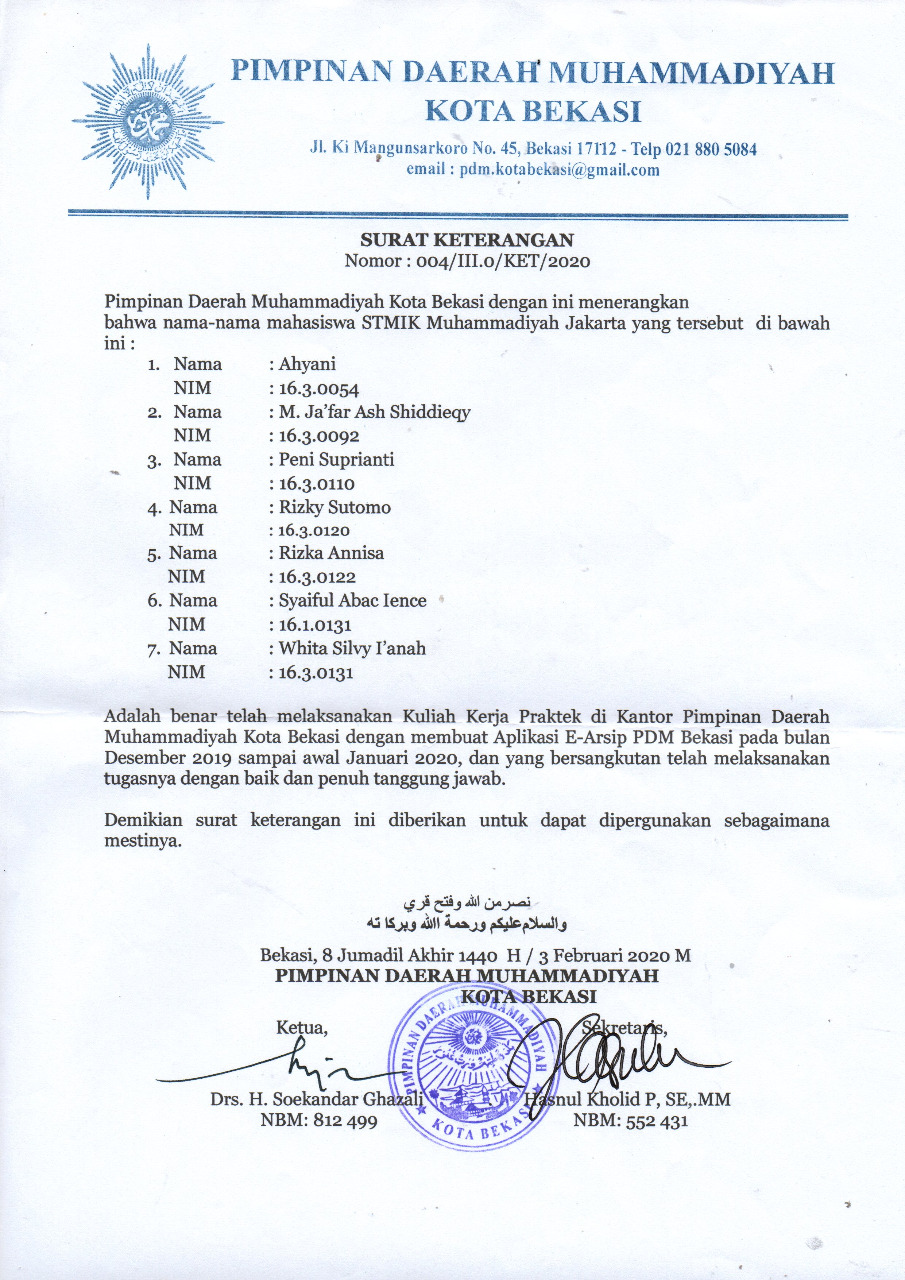 PIMPINAN DAERAH MUHAMMADIYAH
KOTA BEKASI
Jl. Ki Mangunsarkoro No. 45, Bekasi 17112 - Telp 021 880 5084
email : pdm.kotabekasi@gmail.com
SURAT KETERANGAN
Nomor : 004/III.0/KET/2020
Pimpinan Daerah Muhammadiyah Kota Bekasi dengan ini menerangkan
bahwa nama-nama mahasiswa STMIK Muhammadiyah Jakarta yang tersebut di bawah
ini :
1. Nama : Ahyani
NIM : 16.3.0054
2. Nama : M. Ja'far Ash Shiddieqy
NIM : 16.3.0092
3. Nama : Peni Suprianti
NIM : 16.3.0110
4. Nama : Rizky Sutomo
NIM : 16.3.0120
5. Nama : Rizka Annisa
NIM : 16.3.0122
6. Nama : Syaiful Abac Ience
NIM : 16.1.0131
7. Nama : Whita Silvy I'anah
NIM : 16.3.0131
Adalah benar telah melaksanakan Kuliah Kerja Praktek di Kantor Pimpinan Daerah
Muhammadiyah Kota Bekasi dengan membuat Aplikasi E-Arsip PDM Bekasi pada bulan
Desember 2019 sampai awal Januari 2020, dan yang bersangkutan telah melaksanakan
tugasnya dengan baik dan penuh tanggung jawab.
Demikian surat keterangan ini diberikan untuk dapat dipergunakan sebagaimana
mestinya.
نصر من الله وفتح قري
والسلام عليكم ورحمة االله وبركا ته
Bekasi, 8 Jumadil Akhir 1440 H / 3 Februari 2020 M
PIMPINAN DAERAH MUHAMMADIYAH
KOTA BEKASI
Ketua, Sekretaris,
PIMPINAN DAERAH MUHAMMADIYAH
KOTA BEKASI
Drs. H. Soekandar Ghazali Hasnul Kholid P, SE,.MM
NBM: 812 499 NBM: 552 431